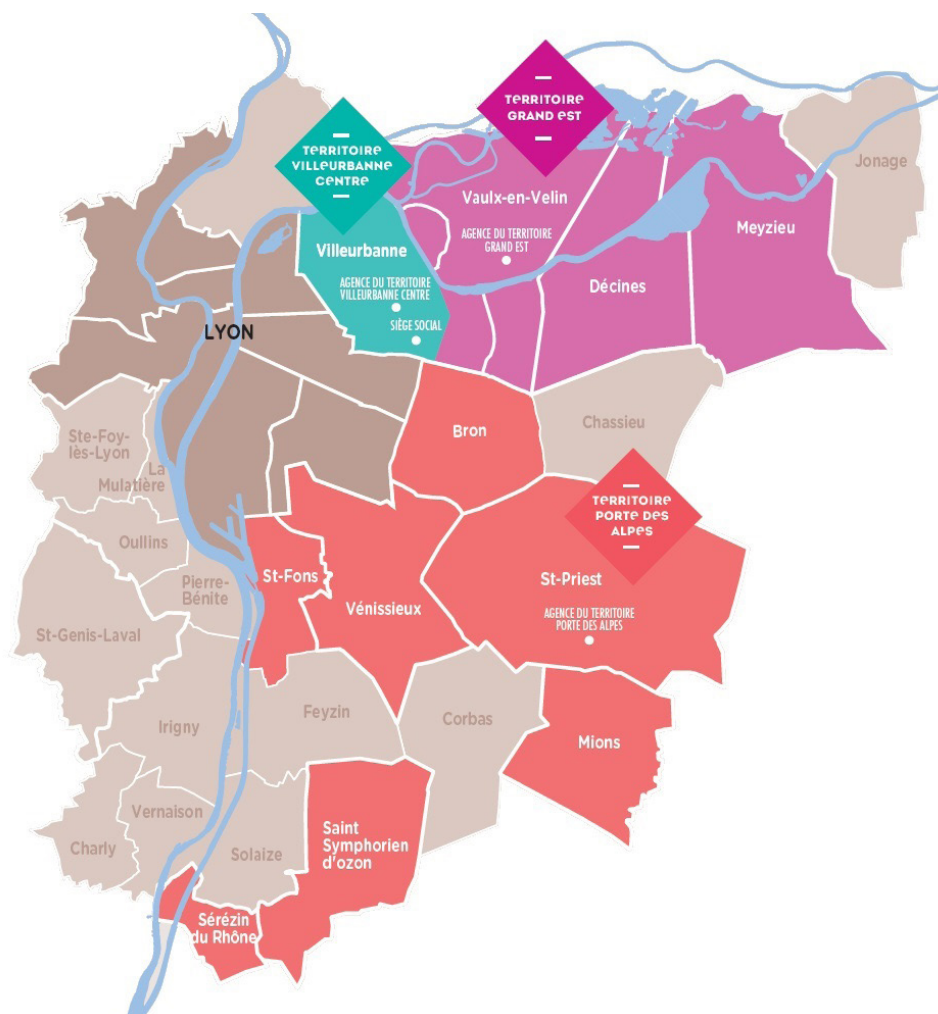 TERRITOIRE
GRAND EST
TERRITOIRE
VILLEURBANNE
CENTRE
Jonage
Vaulx-en-Velin
Meyzieu
AGENCE DU TERRITOIRE
GRAND EST
Villeurbanne
AGENCE DU TERRITOIRE
VILLEURBANNE CENTRE
Décines
SIÈGE SOCIAL
LYON
Ste-Foy-
lès-Lyon
La
Mulatière
Bron
Chassieu
TERRITOIRE
PORTE DES
ALPES
Oullins
Pierre-
Bénite
St-Fons
Vénissieux
St-Priest
AGENCE DU TERRITOIRE
PORTE DES ALPES
St-Genis-Laval
Irigny
Feyzin
Corbas
Mions
Vernaison
Charly
Solaize
Saint
Symphorien
d'ozon
Sérézin
du Rhône